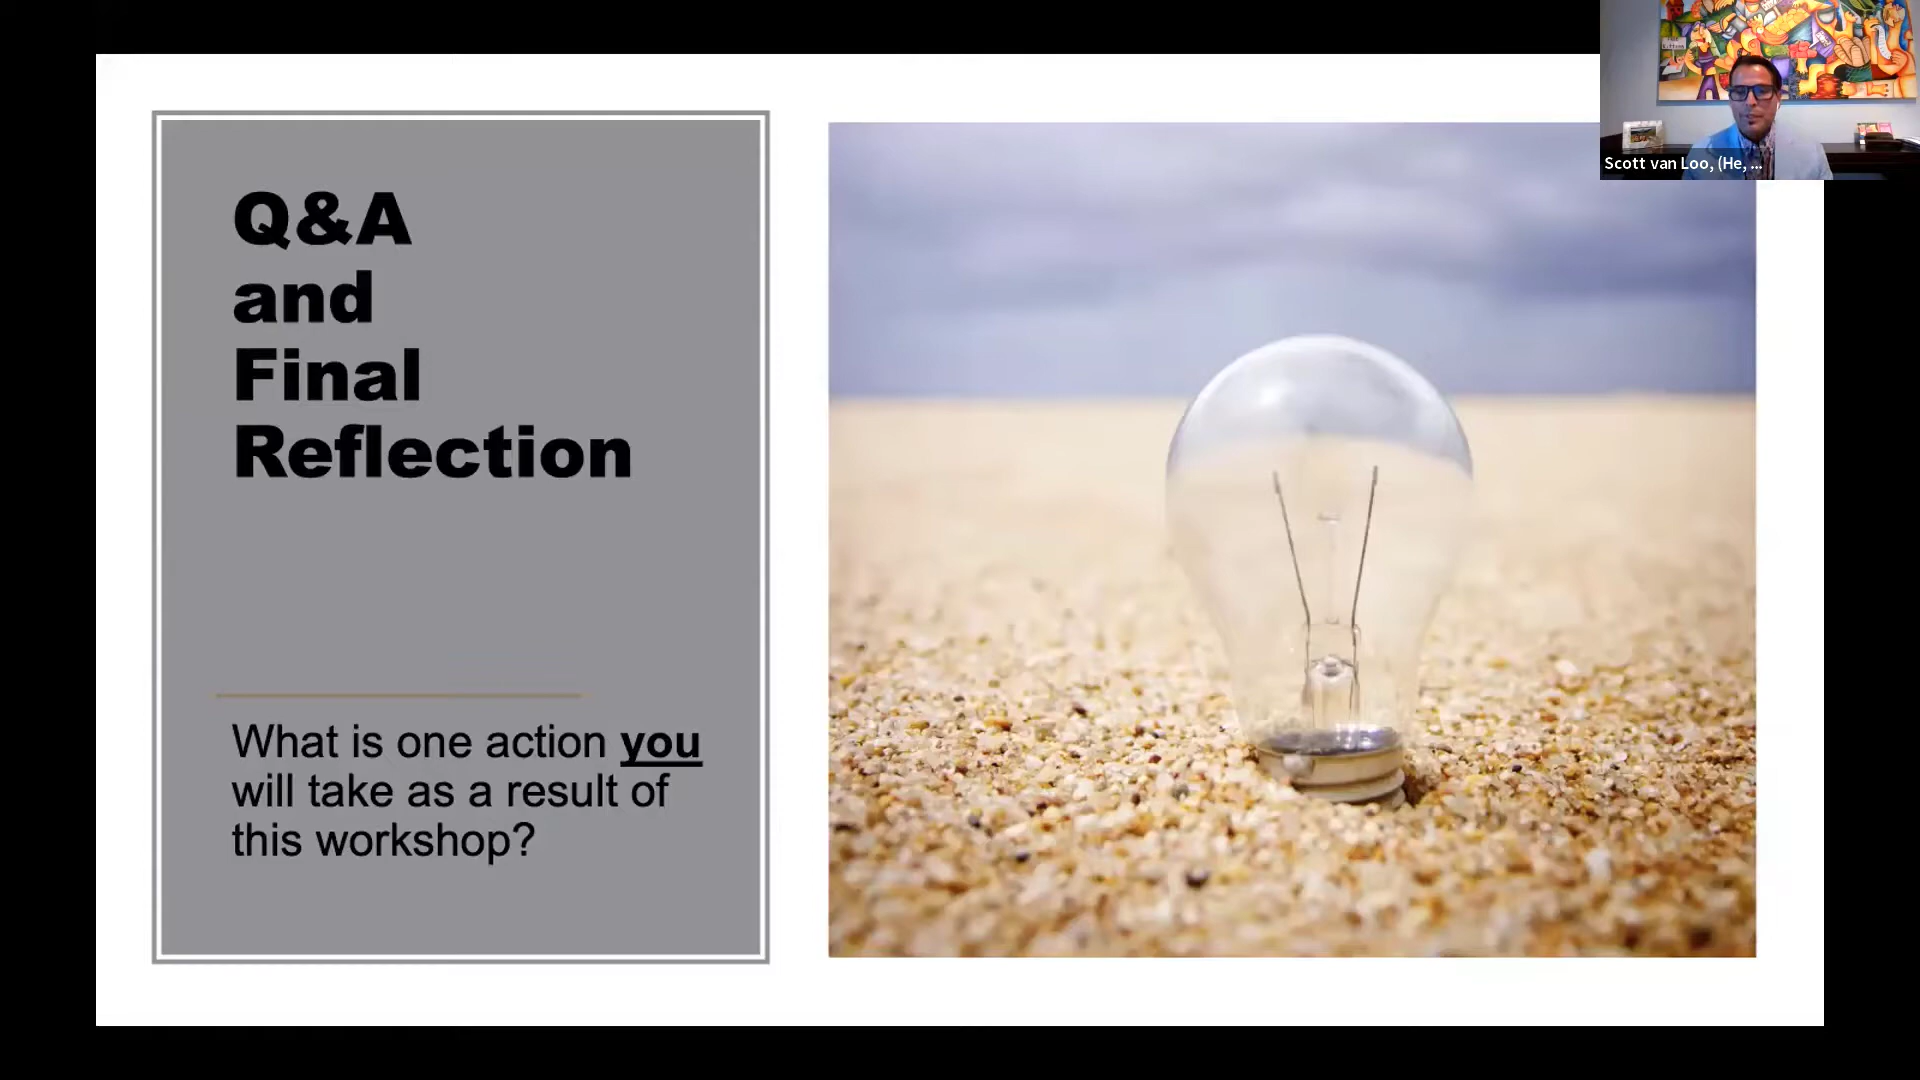 Q&A
and
Final
Reflection
What is one action you
will take as a result of
this workshop?
Scott van Loo, (He, ...